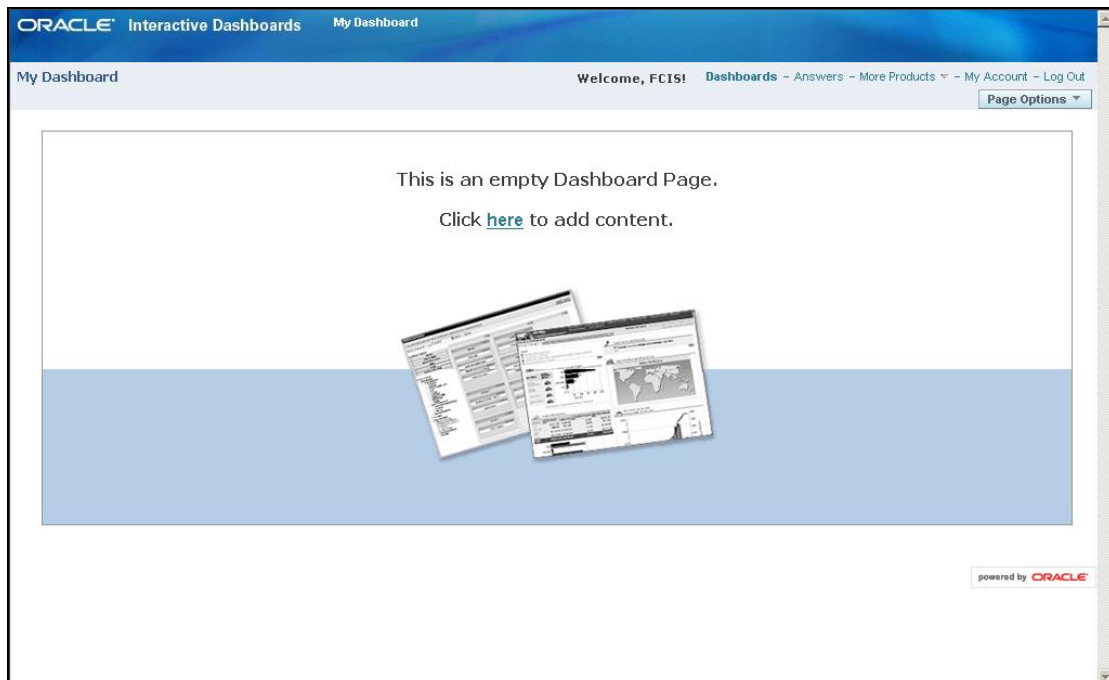 ORACLE Interactive Dashboards My Dashboard
My Dashboard Welcome, FCIS! Dashboards - Answers - More Products - My Account - Log Out
Page Options
This is an empty Dashboard Page.
Click here to add content.
powered by ORACLE